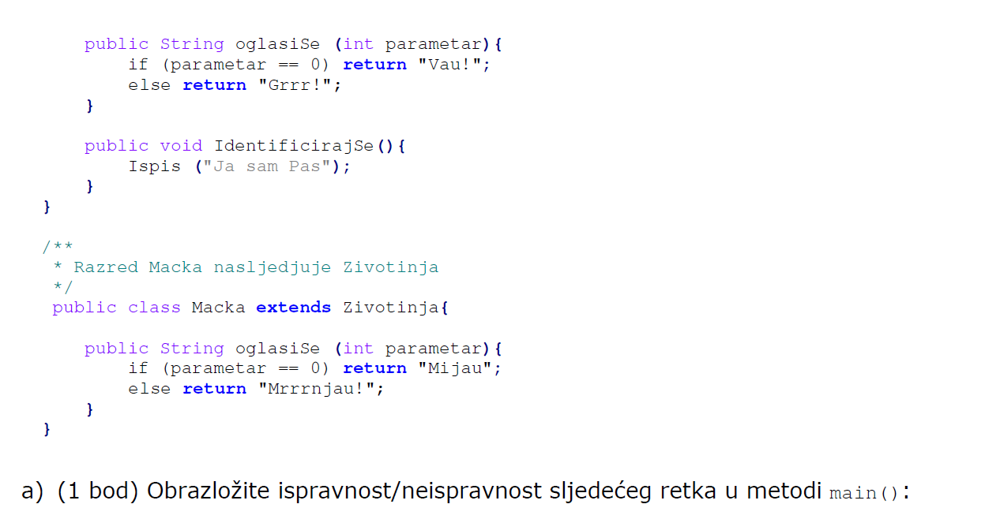 public String oglasiSe (int parametar){
if (parametar == 0) return "Vau!";
else return "Grrr!";
}
public void IdentificirajSe(){
Ispis ("Ja sam Pas");
}
}
/**
* Razred Macka nasljedjuje Zivotinja
*/
public class Macka extends Zivotinja{
public String oglasiSe (int parametar){
if (parametar == 0) return "Mijau";
else return "Mrrrnjau!";
}
}
a) (1 bod) Obrazložite ispravnost/neispravnost sljedećeg retka u metodi main():